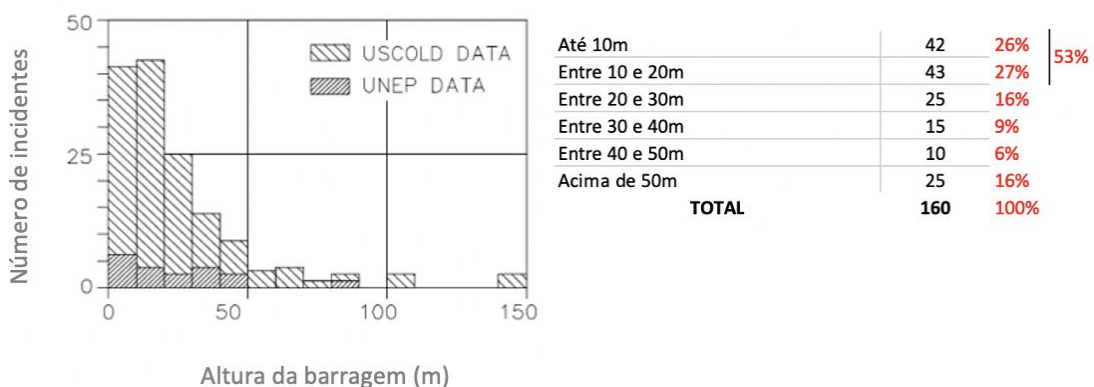 Número de incidentes
50
25
0
USCOLD DATA
UNEP DATA
0 50 100 150
Altura da barragem (m)
Até 10m 42 26%
53%
Entre 10 e 20m 43 27%
Entre 20 e 30m 25 16%
Entre 30 e 40m 15 9%
Entre 40 e 50m 10 6%
Acima de 50m 25 16%
TOTAL 160 100%